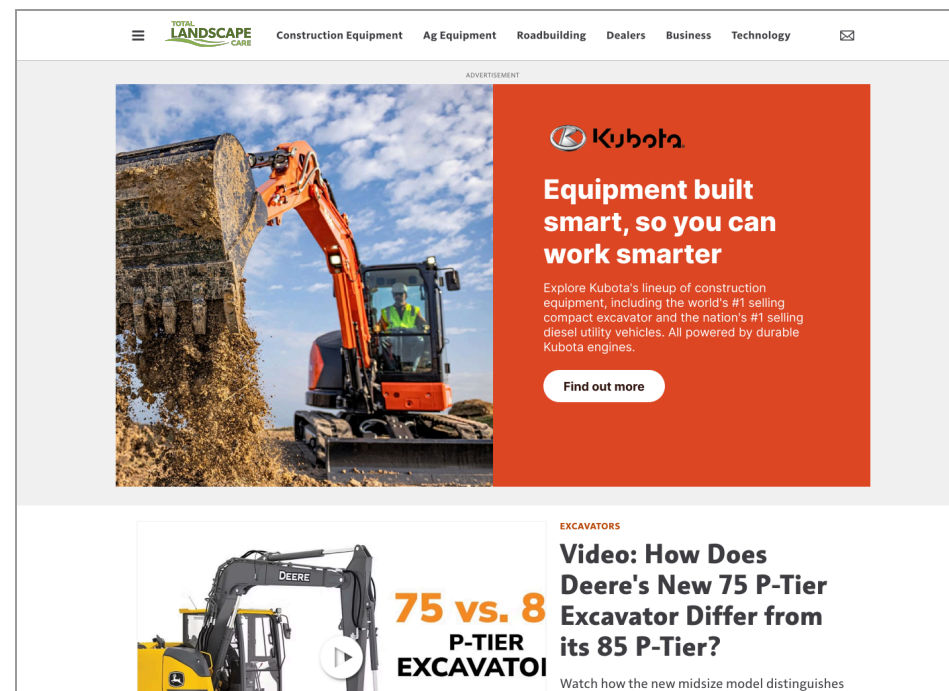 TOTAL
LANDSCAPE
CARE
Construction Equipment
Ag Equipment
Roadbuilding
Dealers
Business
Technology
ADVERTISEMENT
Kubota
Equipment built
smart, so you can
work smarter
Explore Kubota's lineup of construction
equipment, including the world's #1 selling
compact excavator and the nation's #1 selling
diesel utility vehicles. All powered by durable
Kubota engines.
Find out more
DEERE
75 vs. 8
P-TIER
EXCAVATO
EXCAVATORS
Video: How Does
Deere's New 75 P-Tier
Excavator Differ from
its 85 P-Tier?
Watch how the new midsize model distinguishes